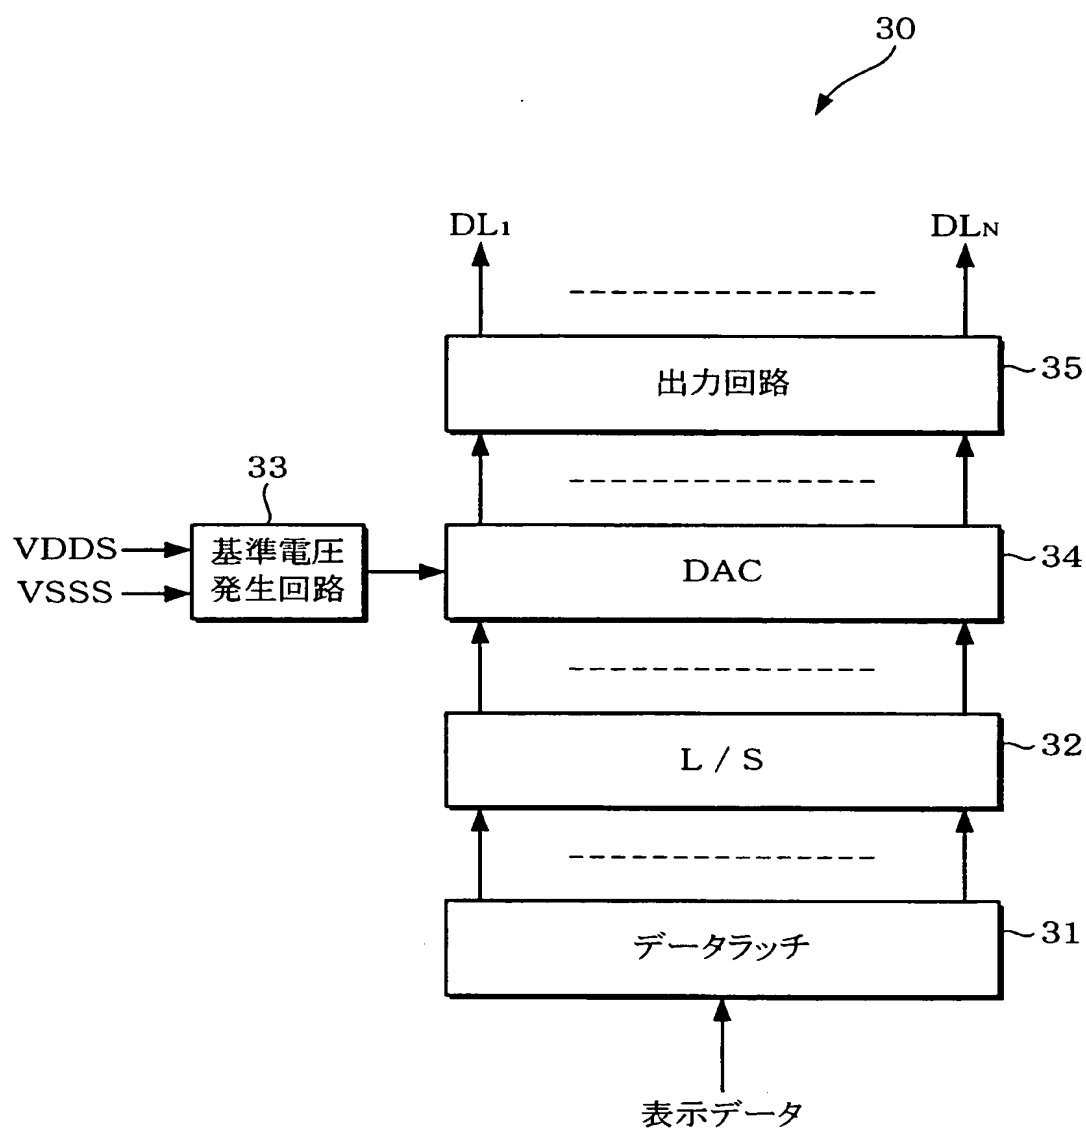 30
DL1
DLN
出力回路
35
33
VDDS
VSSS
基準電圧
発生回路
DAC
34
L / S
32
データラッチ
31
表示データ